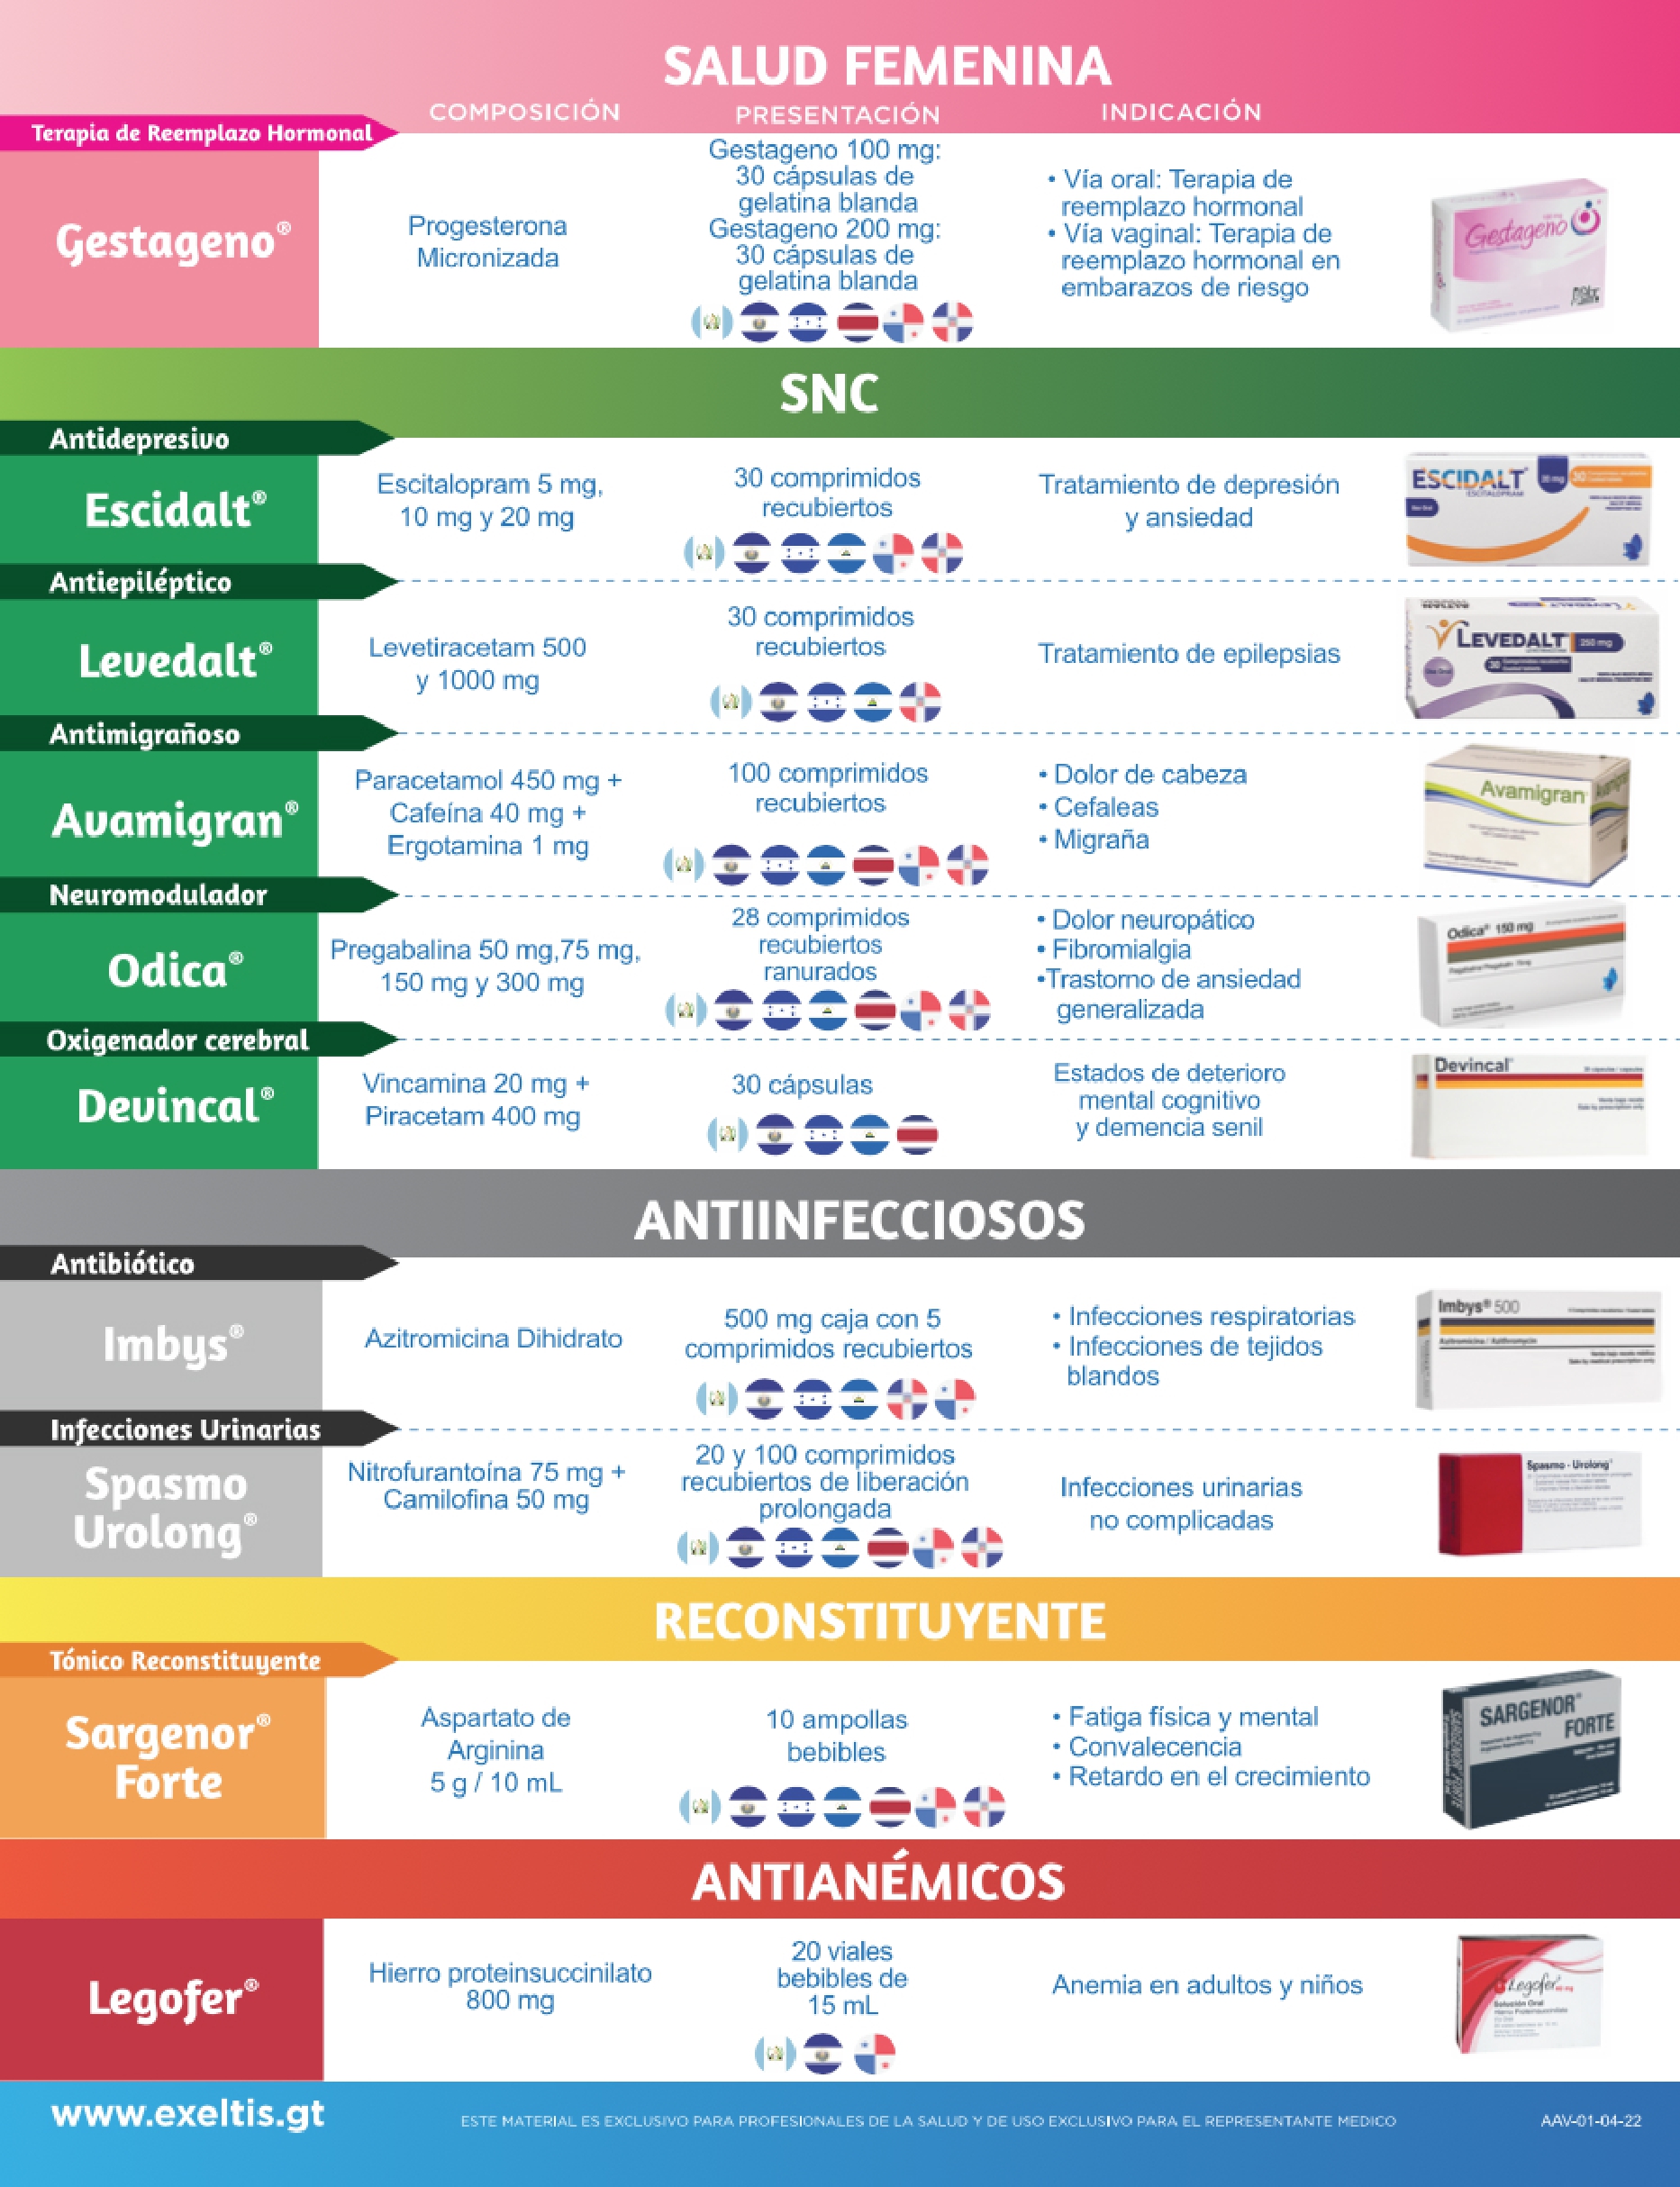 SALUD FEMENINA
COMPOSICIÓN PRESENTACIÓN INDICACIÓN
Terapia de Reemplazo Hormonal
Gestageno®
Progesterona
Micronizada
Gestageno 100 mg:
30 cápsulas de
gelatina blanda
Gestageno 200 mg:
30 cápsulas de
gelatina blanda
• Vía oral: Terapia de
reemplazo hormonal
• Vía vaginal: Terapia de
reemplazo hormonal en
embarazos de riesgo
Gestageno
SNC
Antidepresivo
Escidalt®
Escitalopram 5 mg,
10 mg y 20 mg
30 comprimidos
recubiertos
Tratamiento de depresión
y ansiedad
ESCIDALT
ESCITALOPRAM
20 mg
30
Antiepiléptico
Levedalt®
Levetiracetam 500
y 1000 mg
30 comprimidos
recubiertos
Tratamiento de epilepsias
LEVEDALT 250 mg
30
Antimigrañoso
Avamigran®
Paracetamol 450 mg +
Cafeína 40 mg +
Ergotamina 1 mg
100 comprimidos
recubiertos
• Dolor de cabeza
• Cefaleas
• Migraña
Avamigran
Neuromodulador
Odica®
Pregabalina 50 mg,75 mg,
150 mg y 300 mg
28 comprimidos
recubiertos
ranurados
• Dolor neuropático
• Fibromialgia
•Trastorno de ansiedad
generalizada
Odica® 150 mg
Oxigenador cerebral
Devincal®
Vincamina 20 mg +
Piracetam 400 mg
30 cápsulas
Estados de deterioro
mental cognitivo
y demencia senil
Devincal®
ANTIINFECCIOSOS
Antibiótico
Imbys®
Azitromicina Dihidrato
500 mg caja con 5
comprimidos recubiertos
• Infecciones respiratorias
• Infecciones de tejidos
blandos
Imbys® 500
Azitromicina / Azithromycin
Infecciones Urinarias
Spasmo
Urolong®
Nitrofurantoína 75 mg +
Camilofina 50 mg
20 y 100 comprimidos
recubiertos de liberación
prolongada
Infecciones urinarias
no complicadas
Spasmo - Urolong®
RECONSTITUYENTE
Tónico Reconstituyente
Sargenor®
Forte
Aspartato de
Arginina
5 g / 10 mL
10 ampollas
bebibles
• Fatiga física y mental
• Convalecencia
• Retardo en el crecimiento
SARGENOR®
FORTE
ANTIANÉMICOS
Legofer®
Hierro proteinsuccinilato
800 mg
20 viales
bebibles de
15 mL
Anemia en adultos y niños
Legofer
Solución Oral
www.exeltis.gt
ESTE MATERIAL ES EXCLUSIVO PARA PROFESIONALES DE LA SALUD Y DE USO EXCLUSIVO PARA EL REPRESENTANTE MEDICO
AAV-01-04-22